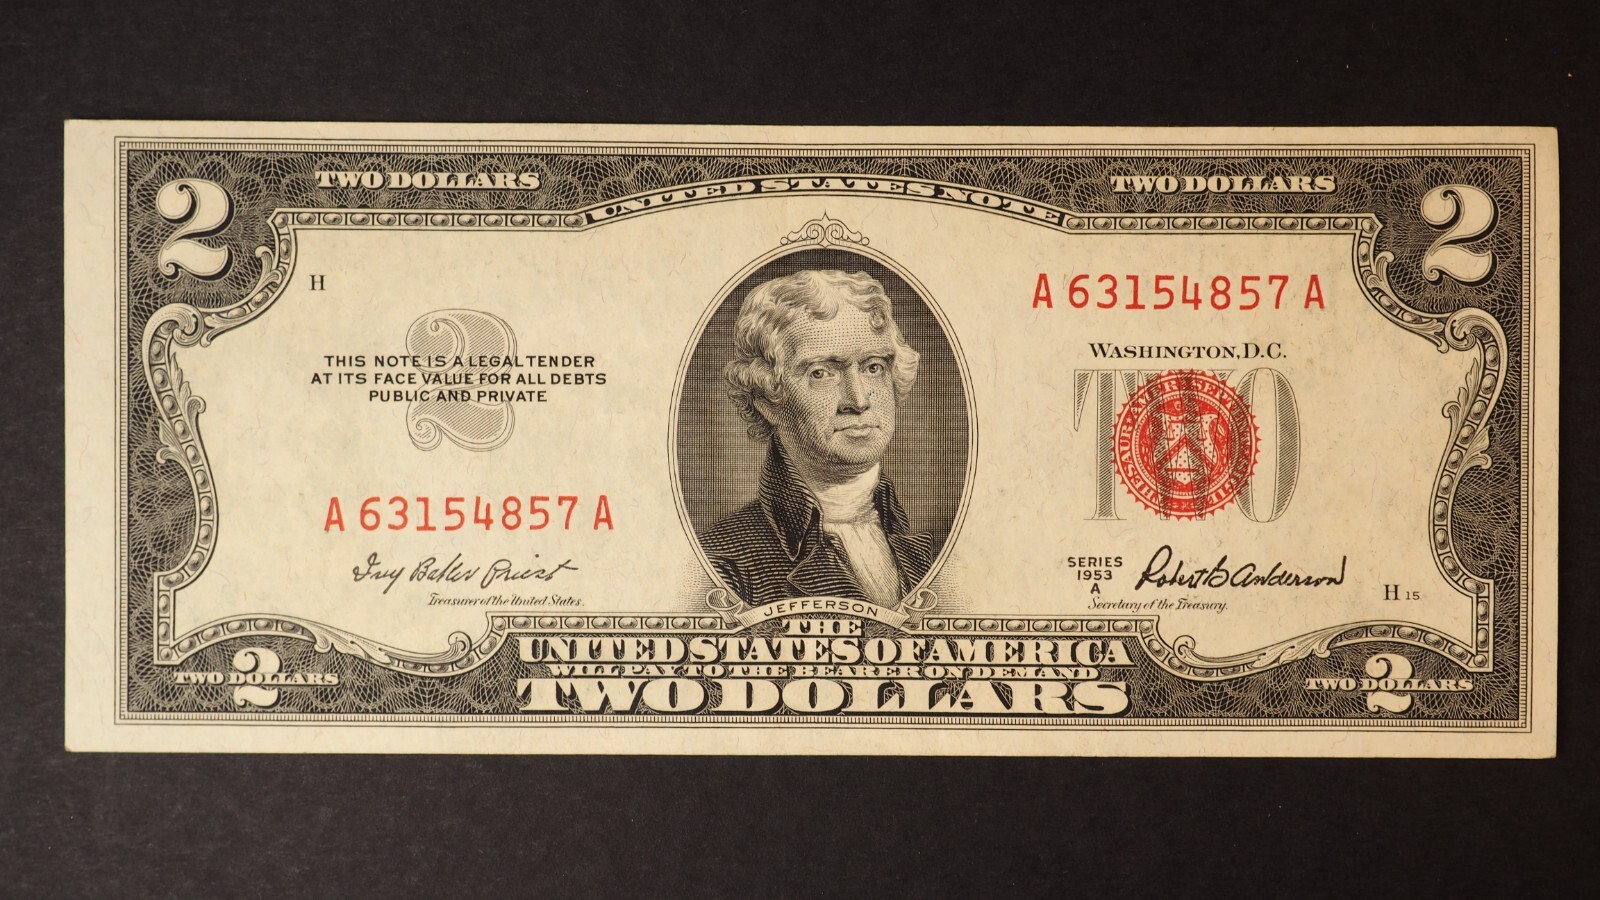 TWO DOLLARS
UNITED STATES NOTE
TWO DOLLARS
2
2
H
A 63154857 A
2
THIS NOTE IS A LEGAL TENDER
AT ITS FACE VALUE FOR ALL DEBTS
PUBLIC AND PRIVATE
WASHINGTON, D.C.
TWO
A 63154857 A
Ivy Baker Priest
Treasurer of the United States.
SERIES
1953
A
Robert B Anderson
Secretary of the Treasury.
H 15
JEFFERSON
THE
UNITED STATES OF AMERICA
WILL PAY TO THE BEARER ON DEMAND
TWO DOLLARS
2
TWO DOLLARS
2
TWO DOLLARS